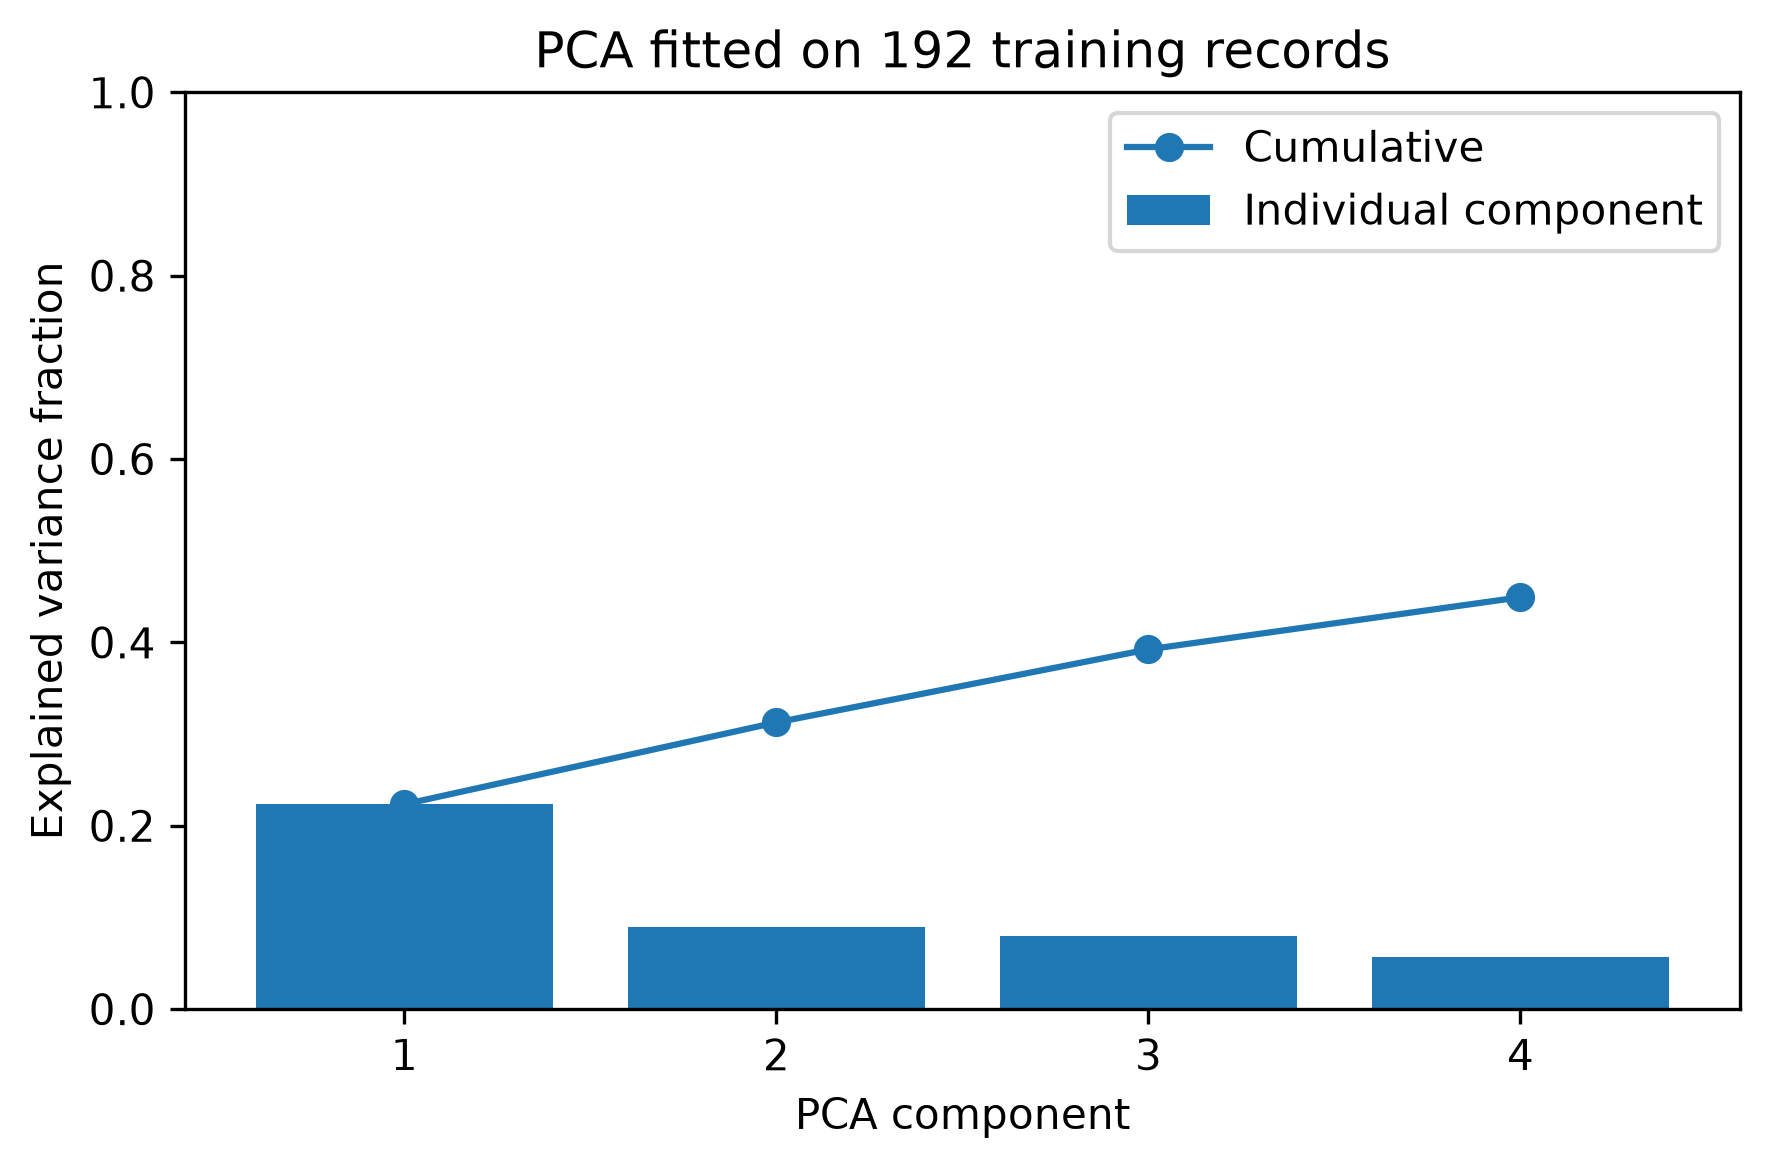 PCA fitted on 192 training records
Cumulative
Individual component
Explained variance fraction
1.0
0.8
0.6
0.4
0.2
0.0
1 2 3 4
PCA component